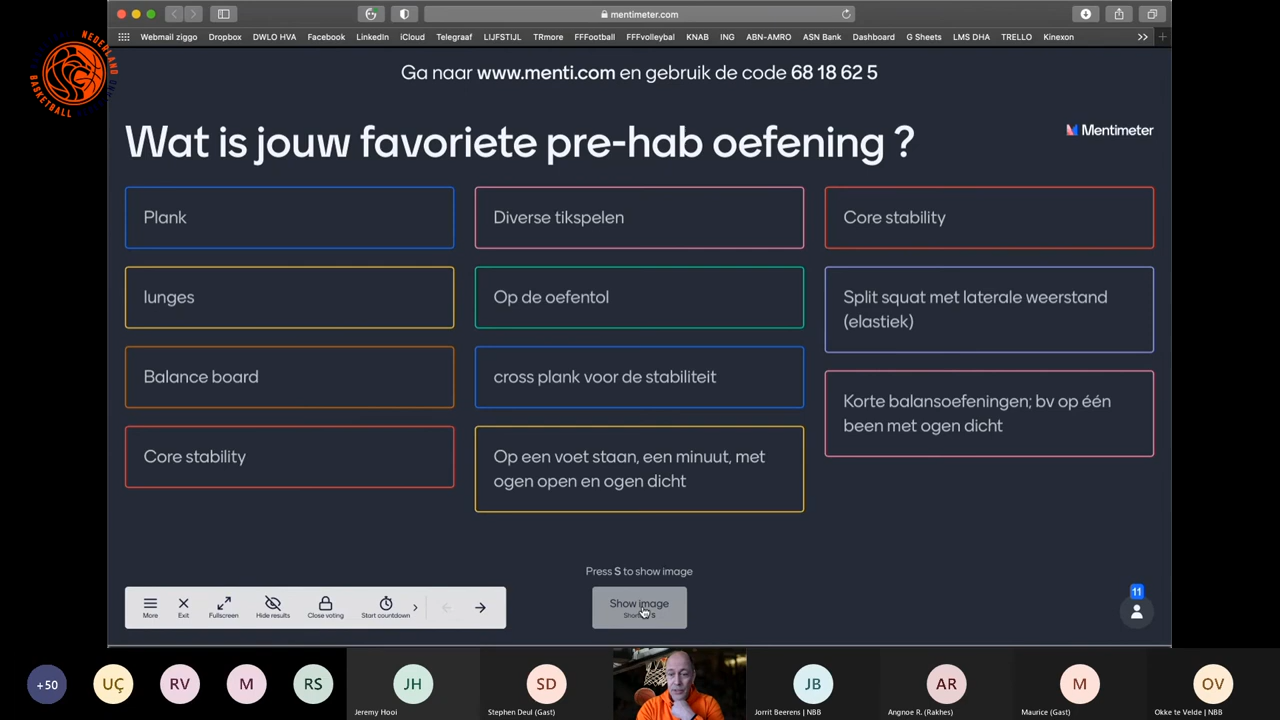 mentimeter.com
Webmail ziggo Dropbox DWLO HVA Facebook LinkedIn iCloud Telegraaf LIJFSTIJL TRmore FFFootball FFFvolleybal KNAB ING ABN-AMRO ASN Bank Dashboard G Sheets LMS DHA TRELLO Kinexon
NEDERLAND
BASKETBALL
Ga naar www.menti.com en gebruik de code 68 18 62 5
Wat is jouw favoriete pre-hab oefening ?
Mentimeter
Plank
lunges
Balance board
Core stability
Diverse tikspelen
Op de oefentol
cross plank voor de stabiliteit
Op een voet staan, een minuut, met
ogen open en ogen dicht
Core stability
Split squat met laterale weerstand
(elastiek)
Korte balansoefeningen; bv op één
been met ogen dicht
Press S to show image
Show image
More Exit Fullscreen Hide results Close voting Start countdown
11
+50 UÇ RV M RS JH SD JB AR M OV
Jeremy Hooi Stephen Deul (Gast) Jorrit Beerens | NBB Angnoe R. (Rakhes) Maurice (Gast) Okke te Velde | NBB